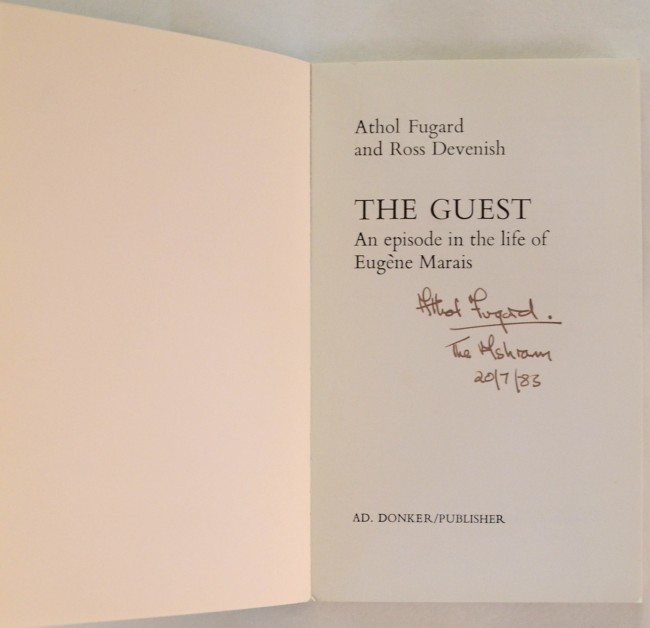 Athol Fugard
and Ross Devenish
THE GUEST
An episode in the life of
Eugène Marais
Athol Fugard.
The Ashram
20/7/83
AD. DONKER/PUBLISHER